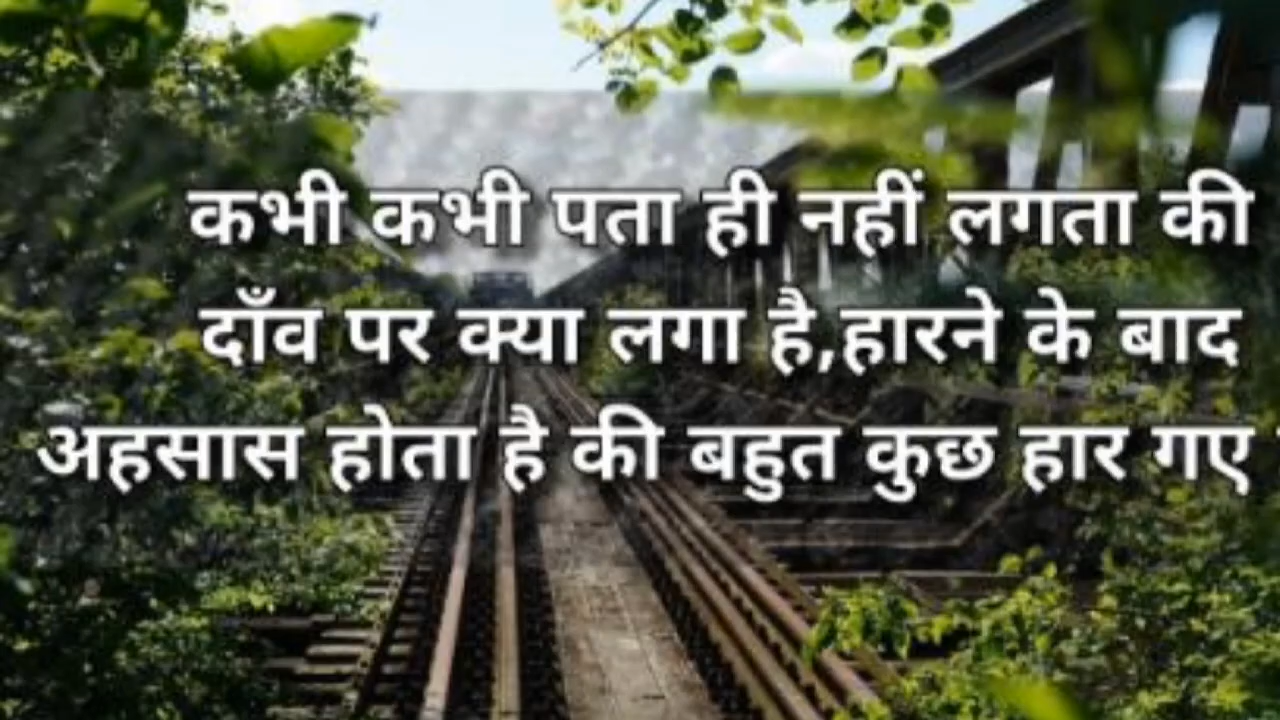 कभी कभी पता ही नहीं लगता की
दाँव पर क्या लगा है,हारने के बाद
अहसास होता है की बहुत कुछ हार गए